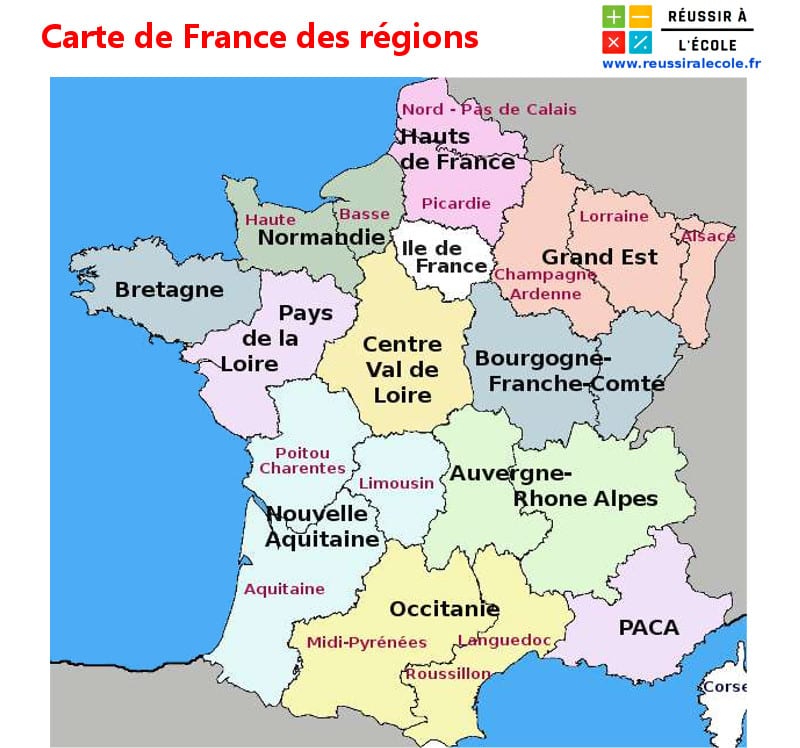 Carte de France des régions
RÉUSSIR À
L'ÉCOLE
www.reussiralecole.fr
Nord - Pas de Calais
Hauts
de France
Picardie
Haute
Basse
Normandie
Ile de
France
Lorraine
Alsace
Grand Est
Champagne
Ardenne
Bretagne
Pays
de la
Loire
Centre
Val de
Loire
Bourgogne-
Franche-Comté
Poitou
Charentes
Limousin
Auvergne-
Rhone Alpes
Nouvelle
Aquitaine
Aquitaine
Occitanie
Midi-Pyrénées
Languedoc
Roussillon
PACA
Corse